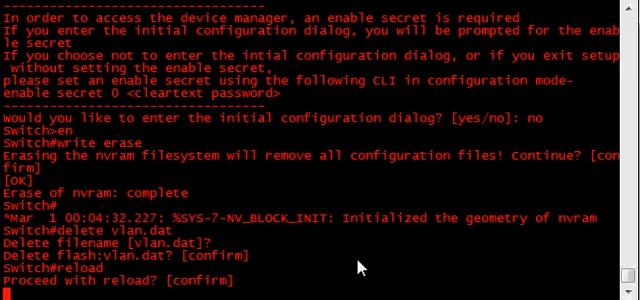 ---------------------------------
In order to access the device manager, an enable secret is required
If you enter the initial configuration dialog, you will be prompted for the enab
le secret
If you choose not to enter the intial configuration dialog, or if you exit setup
 without setting the enable secret,
please set an enable secret using the following CLI in configuration mode-
enable secret 0 <cleartext password>
---------------------------------
Would you like to enter the initial configuration dialog? [yes/no]: no
Switch>en
Switch#write erase
Erasing the nvram filesystem will remove all configuration files! Continue? [con
firm]
[OK]
Erase of nvram: complete
Switch#
*Mar  1 00:04:32.227: %SYS-7-NV_BLOCK_INIT: Initialized the geometry of nvram
Switch#delete vlan.dat
Delete filename [vlan.dat]?
Delete flash:vlan.dat? [confirm]
Switch#reload
Proceed with reload? [confirm]